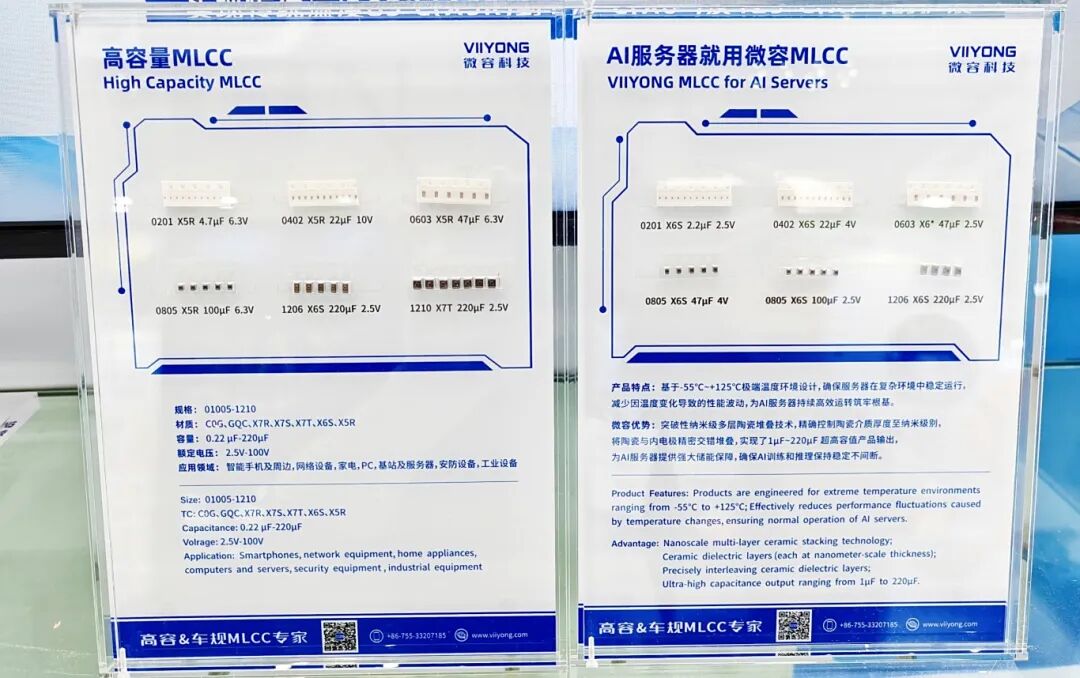 高容量MLCC
High Capacity MLCC
VIIYONG
微容科技
0201 X5R 4.7μF 6.3V
0402 X5R 22μF 10V
0603 X5R 47μF 6.3V
0805 X5R 100μF 6.3V
1206 X6S 220μF 2.5V
1210 X7T 220μF 2.5V
规格: 01005-1210
材质: C0G、GQC、X7R、X7S、X7T、X6S、X5R
容量: 0.22 μF-220μF
额定电压: 2.5V-100V
应用领域: 智能手机及周边,网络设备,家电,PC,基站及服务器,安防设备,工业设备
Size: 01005-1210
TC: C0G、GQC、X7R、X7S、X7T、X6S、X5R
Capacitance: 0.22 μF-220μF
Volrage: 2.5V-100V
Application: Smartphones, network equipment, home appliances,
computers and servers, security equipment , industrial equipment
高容&车规MLCC专家
+86-755-33207185
www.viiyong.com
AI服务器就用微容MLCC
VIIYONG MLCC for AI Servers
VIIYONG
微容科技
0201 X6S 2.2μF 2.5V
0402 X6S 22μF 4V
0603 X6* 47μF 2.5V
0805 X6S 47μF 4V
0805 X6S 100μF 2.5V
1206 X6S 220μF 2.5V
产品特点: 基于-55℃~+125℃极端温度环境设计,确保服务器在复杂环境中稳定运行,
减少因温度变化导致的性能波动,为AI服务器持续高效运转筑牢根基。
微容优势: 突破性纳米级多层陶瓷堆叠技术,精确控制陶瓷介质厚度至纳米级别,
将陶瓷与内电极精密交错堆叠,实现了1μF~220μF 超高容值产品输出,
为AI服务器提供强大储能保障,确保AI训练和推理保持稳定不间断。
Product Features: Products are engineered for extreme temperature environments
ranging from -55℃ to +125℃; Effectively reduces performance fluctuations caused
by temperature changes, ensuring normal operation of AI servers.
Advantage: Nanoscale multi-layer ceramic stacking technology;
Ceramic dielectric layers (each at nanometer-scale thickness);
Precisely interleaving ceramic dielectric layers;
Ultra-high capacitance output ranging from 1μF to 220μF.
高容&车规MLCC专家
+86-755-33207185
www.viiyong.com